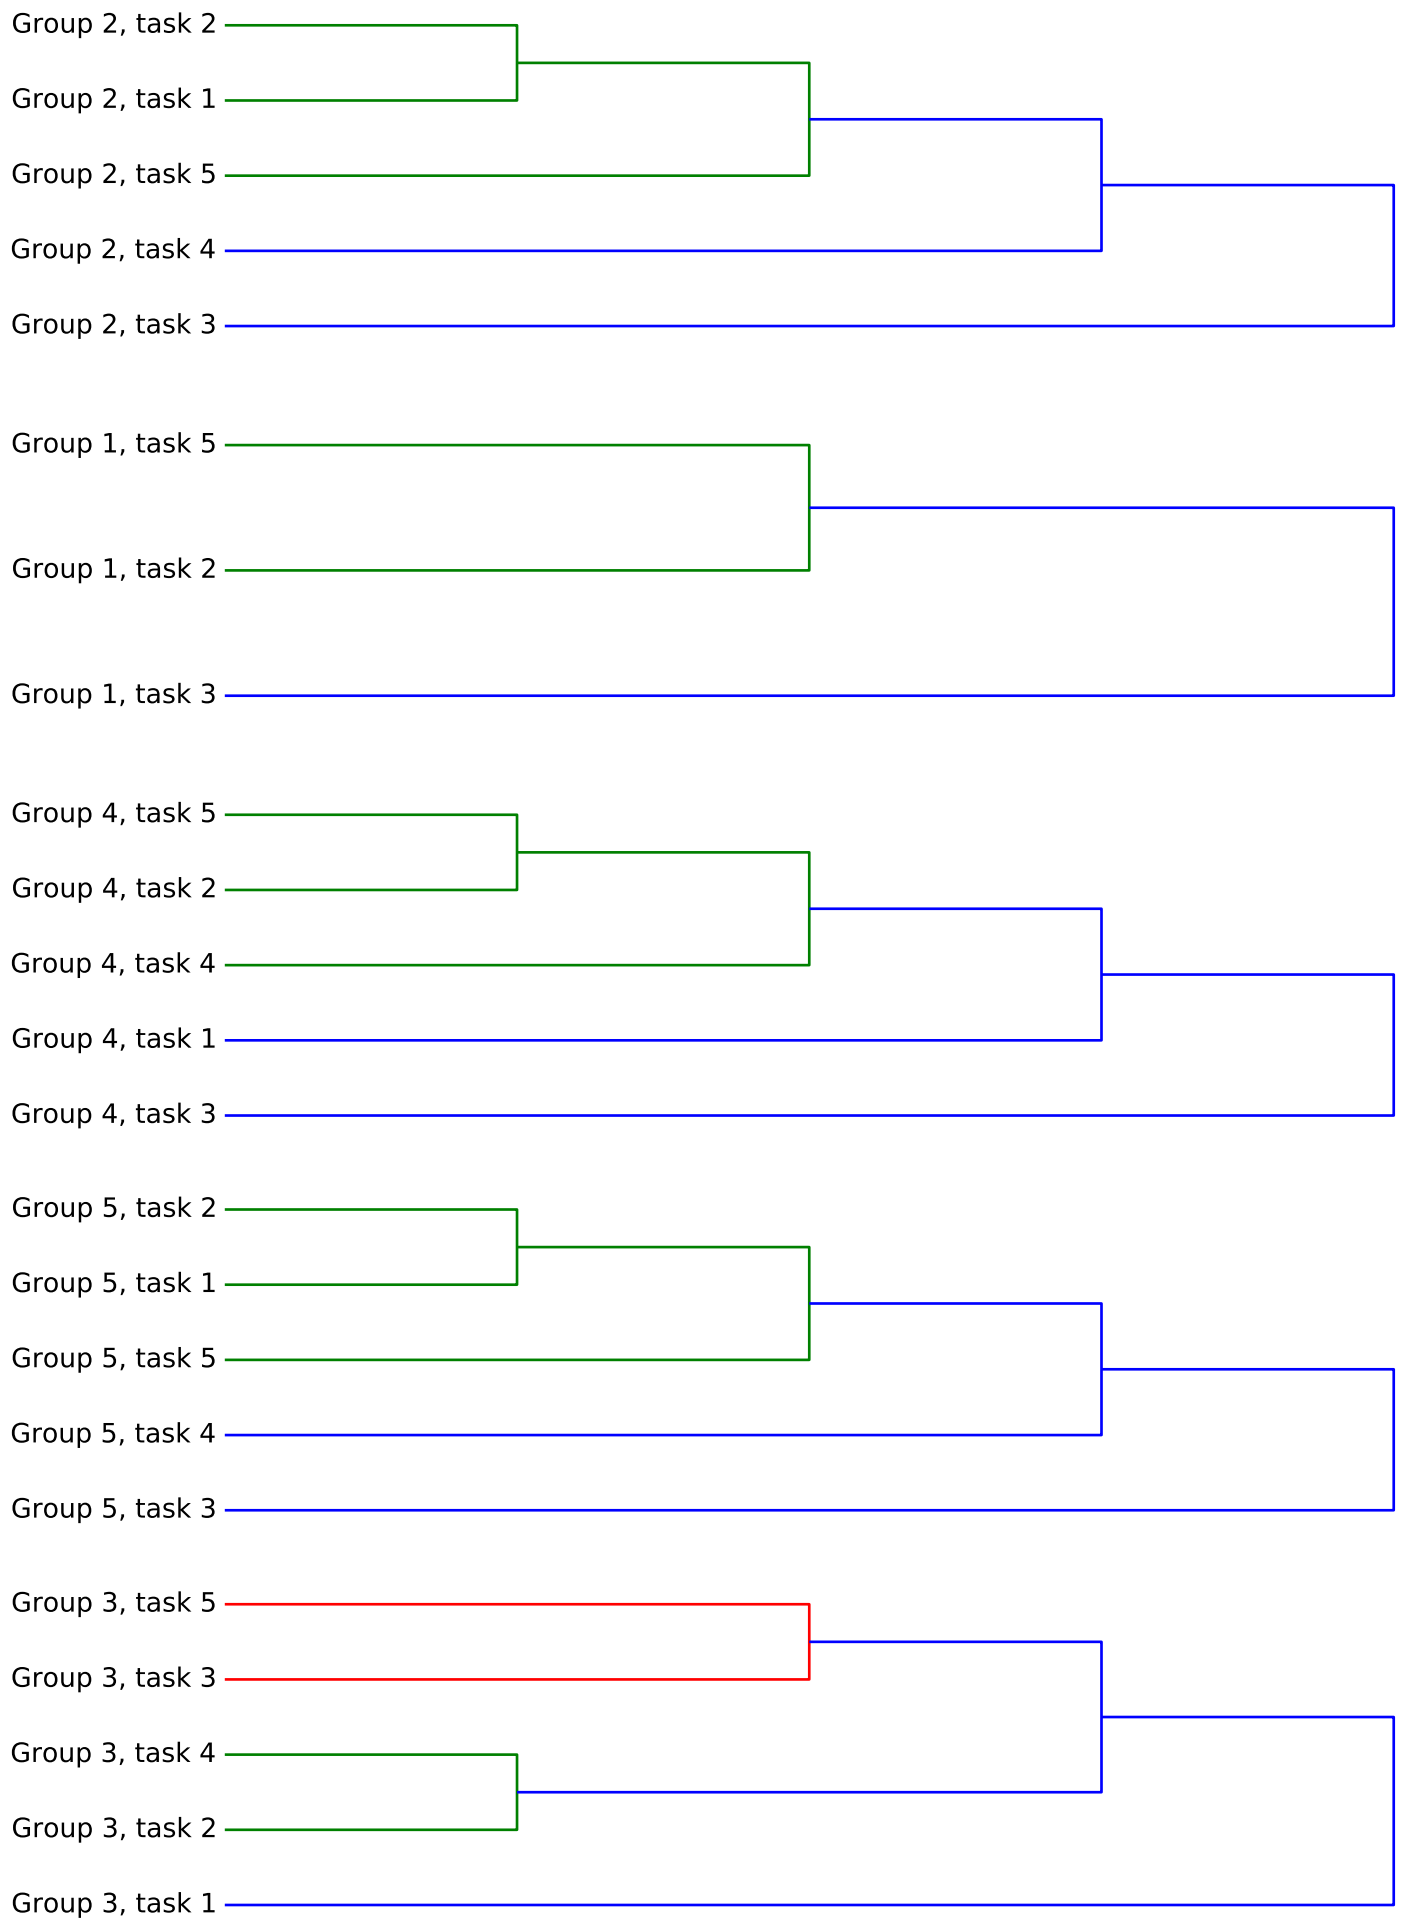 Group 2, task 2
Group 2, task 1
Group 2, task 5
Group 2, task 4
Group 2, task 3
Group 1, task 5
Group 1, task 2
Group 1, task 3
Group 4, task 5
Group 4, task 2
Group 4, task 4
Group 4, task 1
Group 4, task 3
Group 5, task 2
Group 5, task 1
Group 5, task 5
Group 5, task 4
Group 5, task 3
Group 3, task 5
Group 3, task 3
Group 3, task 4
Group 3, task 2
Group 3, task 1